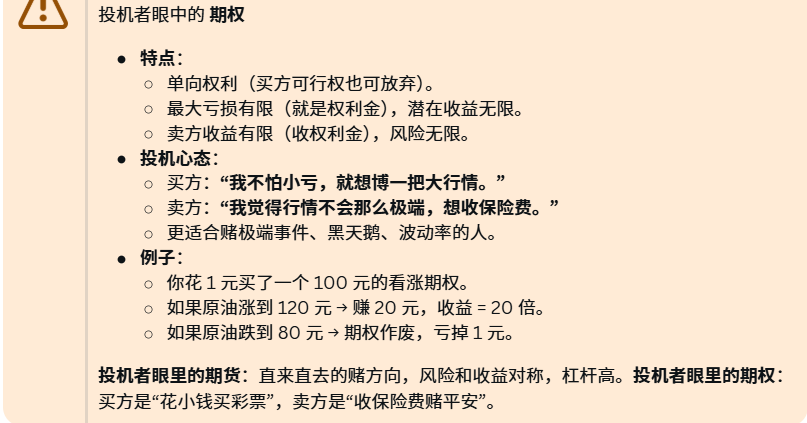 投机者眼中的 期权
特点：
单向权利（买方可行权也可放弃）。
最大亏损有限（就是权利金），潜在收益无限。
卖方收益有限（收权利金），风险无限。
投机心态：
买方：“我不怕小亏，就想博一把大行情。”
卖方：“我觉得行情不会那么极端，想收保险费。”
更适合赌极端事件、黑天鹅、波动率的人。
例子：
你花 1 元买了一个 100 元的看涨期权。
如果原油涨到 120 元 → 赚 20 元，收益 = 20 倍。
如果原油跌到 80 元 → 期权作废，亏掉 1 元。
投机者眼里的期货：直来直去的赌方向，风险和收益对称，杠杆高。投机者眼里的期权：
买方是“花小钱买彩票”，卖方是“收保险费赌平安”。